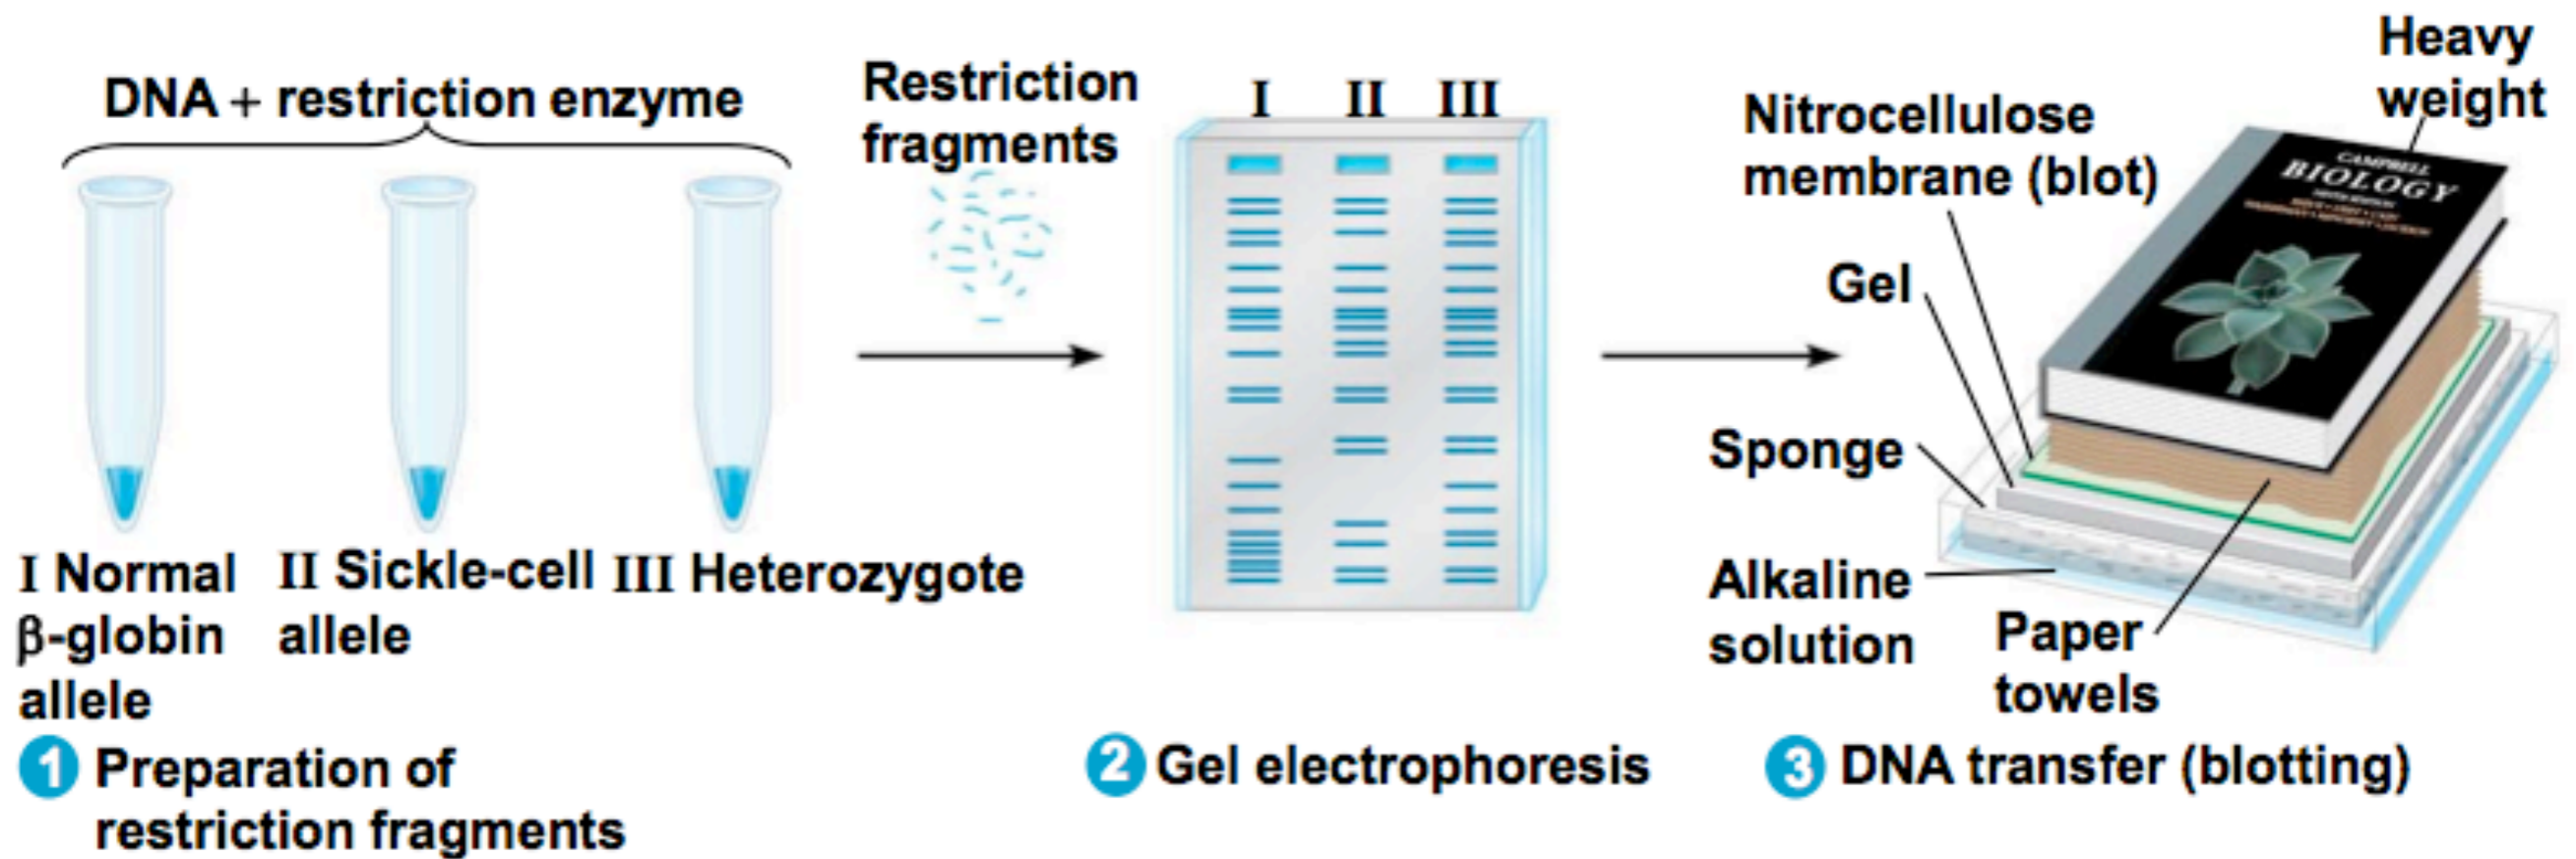 DNA + restriction enzyme
I Normal
β-globin
allele
II Sickle-cell
allele
III Heterozygote
1 Preparation of
restriction fragments
Restriction
fragments
I II III
2 Gel electrophoresis
Nitrocellulose
membrane (blot)
Heavy
weight
CAMPBELL
BIOLOGY
Gel
Sponge
Alkaline
solution
Paper
towels
3 DNA transfer (blotting)